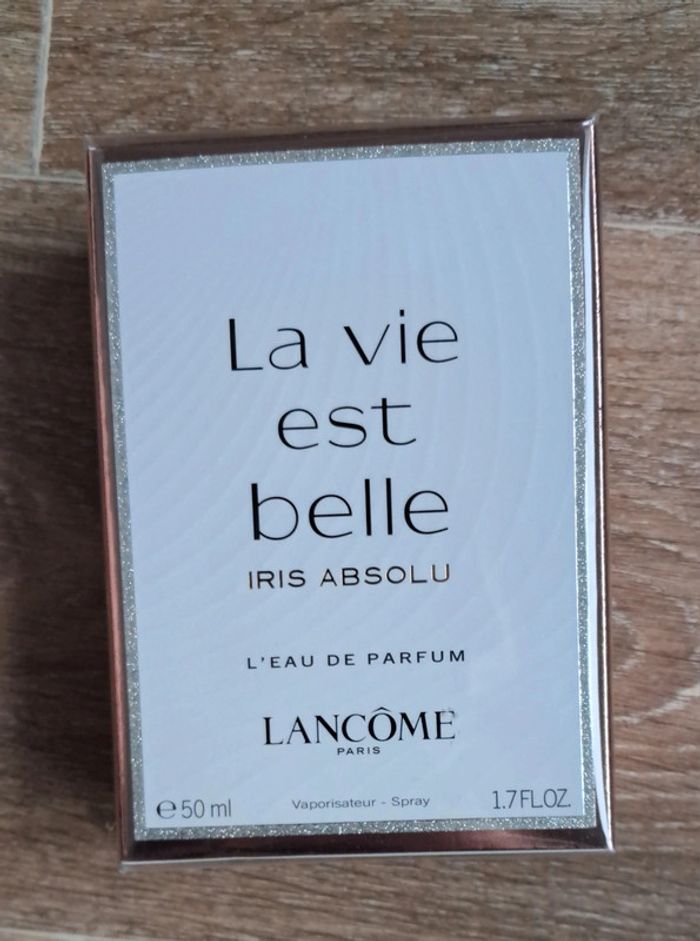 La vie
est
belle
IRIS ABSOLU
L'EAU DE PARFUM
LANCÔME
PARIS
℮ 50 ml Vaporisateur - Spray 1.7 FL.OZ.